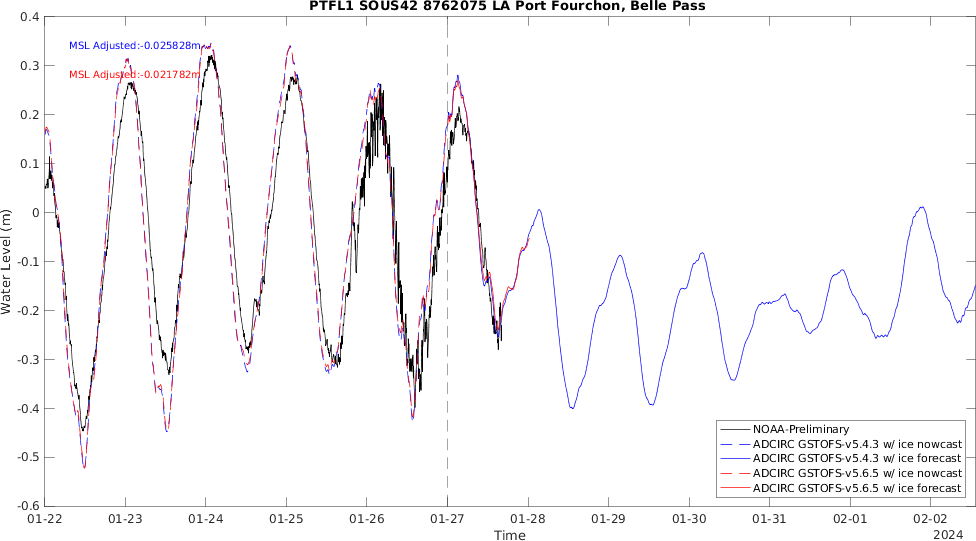 PTFL1 SOUS42 8762075 LA Port Fourchon, Belle Pass
0.4
0.3
0.2
0.1
0
-0.1
-0.2
-0.3
-0.4
-0.5
-0.6
Water Level (m)
MSL Adjusted:-0.025828m
MSL Adjusted:-0.021782m
NOAA-Preliminary
ADCIRC GSTOFS-v5.4.3 w/ ice nowcast
ADCIRC GSTOFS-v5.4.3 w/ ice forecast
ADCIRC GSTOFS-v5.6.5 w/ ice nowcast
ADCIRC GSTOFS-v5.6.5 w/ ice forecast
01-22 01-23 01-24 01-25 01-26 01-27 01-28 01-29 01-30 01-31 02-01 02-02
Time
2024